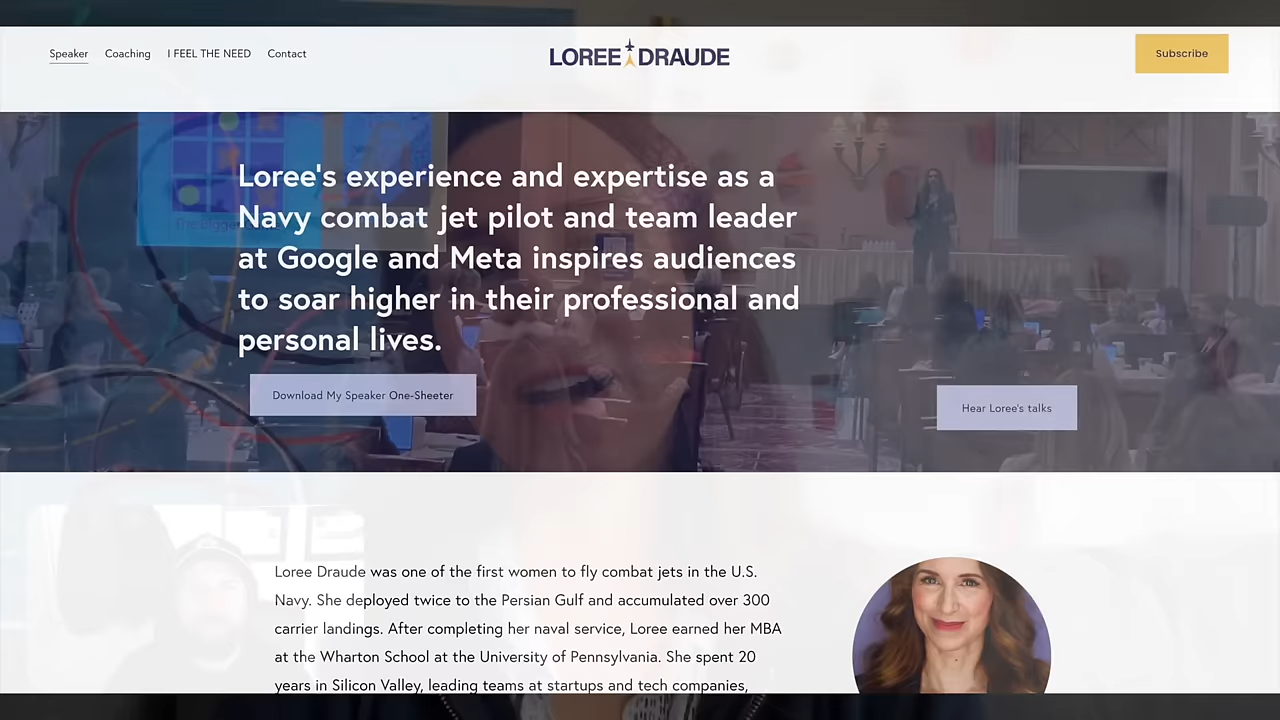 Speaker
Coaching
I FEEL THE NEED
Contact
LOREE DRAUDE
Subscribe
Loree's experience and expertise as a
Navy combat jet pilot and team leader
at Google and Meta inspires audiences
to soar higher in their professional and
personal lives.
Download My Speaker One-Sheeter
Hear Loree's talks
Loree Draude was one of the first women to fly combat jets in the U.S.
Navy. She deployed twice to the Persian Gulf and accumulated over 300
carrier landings. After completing her naval service, Loree earned her MBA
at the Wharton School at the University of Pennsylvania. She spent 20
years in Silicon Valley, leading teams at startups and tech companies,